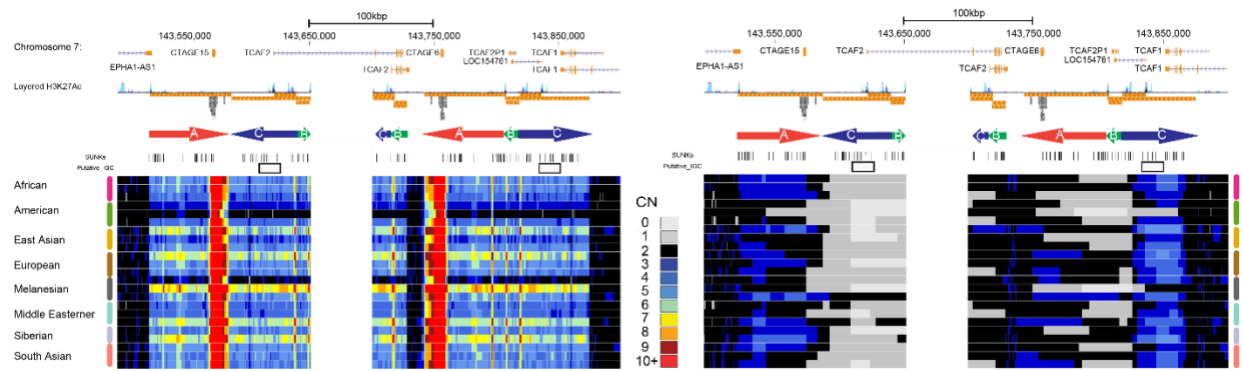 100kbp
143,550,000 143,650,000 143,750,000 143,850,000
Chromosome 7:
CTAGE15 TCAF2 CTAGE6 TCAF2P1 TCAF1
LOC154761
EPHA1-AS1 TCAF2 TCAF1
Layered H3K27Ac
A C B C B A B C
SUNKs
Putative_IGC
African
American
East Asian
European
Melanesian
Middle Easterner
Siberian
South Asian
CN
0
1
2
3
4
5
6
7
8
9
10+
100kbp
143,550,000 143,650,000 143,750,000 143,850,000
CTAGE15 TCAF2 CTAGE6 TCAF2P1 TCAF1
LOC154761
EPHA1-AS1 TCAF2 TCAF1
A C B C B A B C
SUNKs
Putative_IGC